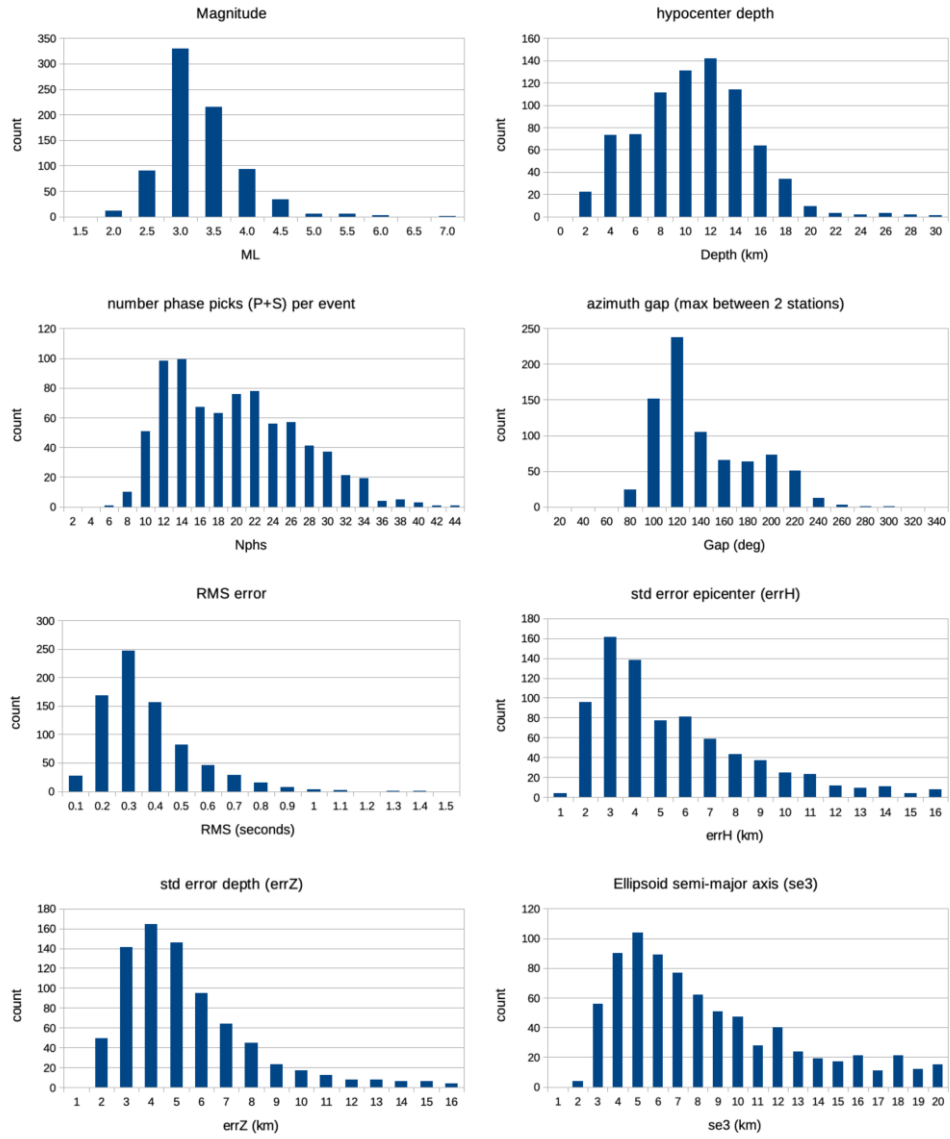 Magnitude
350
300
250
200
150
100
50
0
count
1.5 2.0 2.5 3.0 3.5 4.0 4.5 5.0 5.5 6.0 6.5 7.0
ML
hypocenter depth
160
140
120
100
80
60
40
20
0
count
0 2 4 6 8 10 12 14 16 18 20 22 24 26 28 30
Depth (km)
number phase picks (P+S) per event
120
100
80
60
40
20
0
count
2 4 6 8 10 12 14 16 18 20 22 24 26 28 30 32 34 36 38 40 42 44
Nphs
azimuth gap (max between 2 stations)
250
200
150
100
50
0
count
20 40 60 80 100 120 140 160 180 200 220 240 260 280 300 320 340
Gap (deg)
RMS error
300
250
200
150
100
50
0
count
0.1 0.2 0.3 0.4 0.5 0.6 0.7 0.8 0.9 1 1.1 1.2 1.3 1.4 1.5
RMS (seconds)
std error epicenter (errH)
180
160
140
120
100
80
60
40
20
0
count
1 2 3 4 5 6 7 8 9 10 11 12 13 14 15 16
errH (km)
std error depth (errZ)
180
160
140
120
100
80
60
40
20
0
count
1 2 3 4 5 6 7 8 9 10 11 12 13 14 15 16
errZ (km)
Ellipsoid semi-major axis (se3)
120
100
80
60
40
20
0
count
1 2 3 4 5 6 7 8 9 10 11 12 13 14 15 16 17 18 19 20
se3 (km)